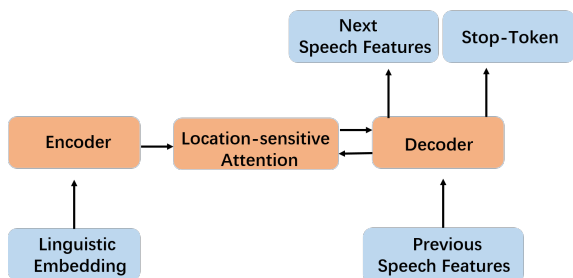 Next
Speech Features
Stop-Token
Encoder
Location-sensitive
Attention
Decoder
Linguistic
Embedding
Previous
Speech Features